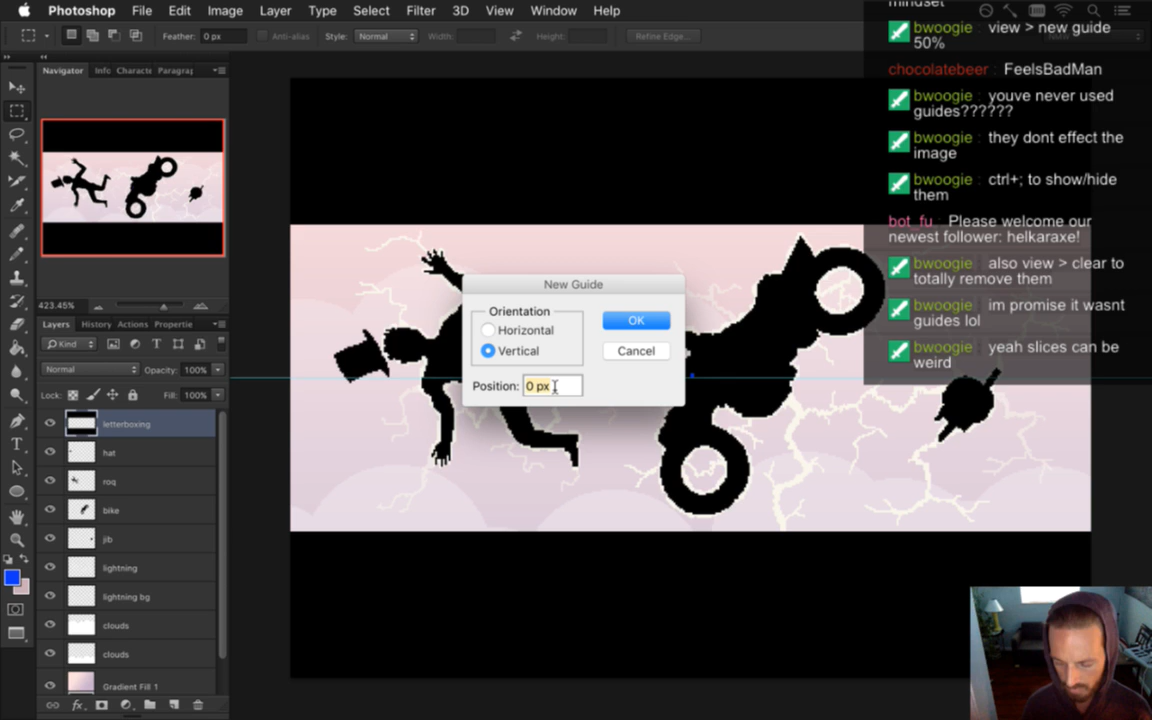 Photoshop File Edit Image Layer Type Select Filter 3D View Window Help
mindset
bwoogie : view > new guide
50%
chocolatebeer : FeelsBadMan
bwoogie : youve never used
guides??????
bwoogie : they dont effect the
image
bwoogie : ctrl+; to show/hide
them
bot_fu : Please welcome our
newest follower: helkaraxe!
bwoogie : also view > clear to
totally remove them
bwoogie : im promise it wasnt
guides lol
bwoogie : yeah slices can be
weird
Feather: 0 px Anti-alias Style: Normal Width: Height: Refine Edge...
Navigator Info Characte Paragraq
423.45%
Layers History Actions Propertie
Kind
Normal Opacity: 100%
Lock: Fill: 100%
letterboxing
hat
roq
bike
jib
lightning
lightning bg
clouds
clouds
Gradient Fill 1
fx
New Guide
Orientation
Horizontal
Vertical
OK
Cancel
Position: 0 px